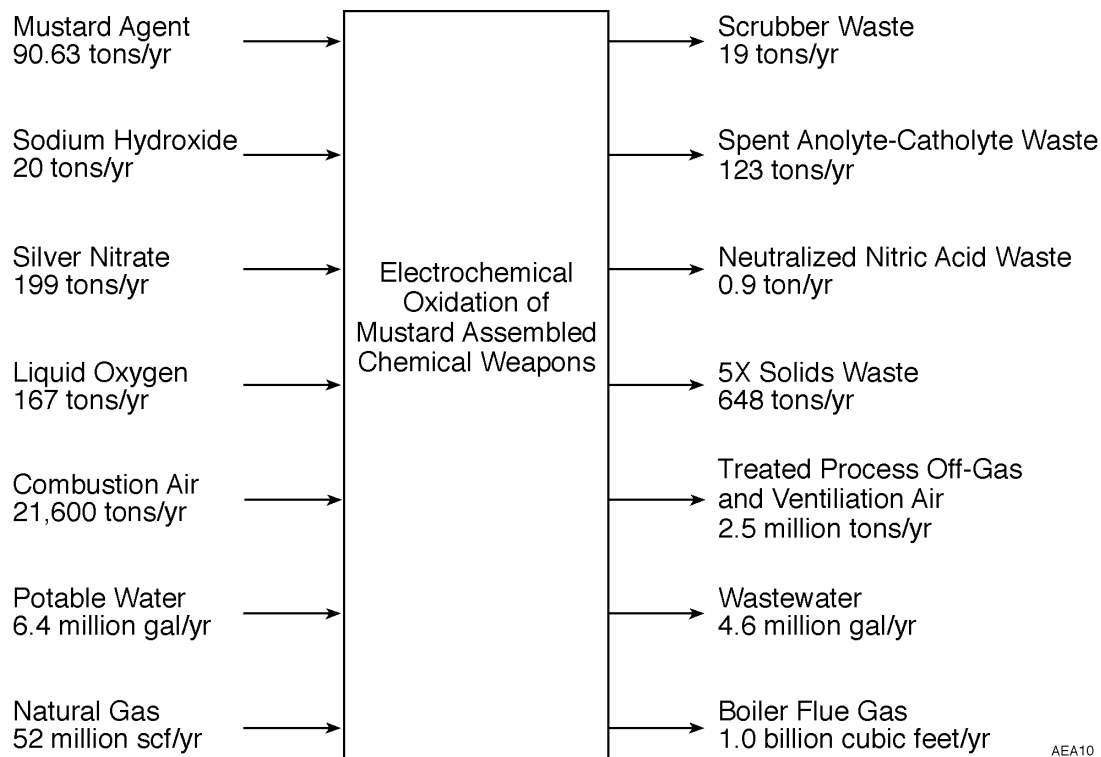 Mustard Agent
90.63 tons/yr
Sodium Hydroxide
20 tons/yr
Silver Nitrate
199 tons/yr
Liquid Oxygen
167 tons/yr
Combustion Air
21,600 tons/yr
Potable Water
6.4 million gal/yr
Natural Gas
52 million scf/yr
Electrochemical
Oxidation of
Mustard Assembled
Chemical Weapons
Scrubber Waste
19 tons/yr
Spent Anolyte-Catholyte Waste
123 tons/yr
Neutralized Nitric Acid Waste
0.9 ton/yr
5X Solids Waste
648 tons/yr
Treated Process Off-Gas
and Ventiliation Air
2.5 million tons/yr
Wastewater
4.6 million gal/yr
Boiler Flue Gas
1.0 billion cubic feet/yr
AEA10